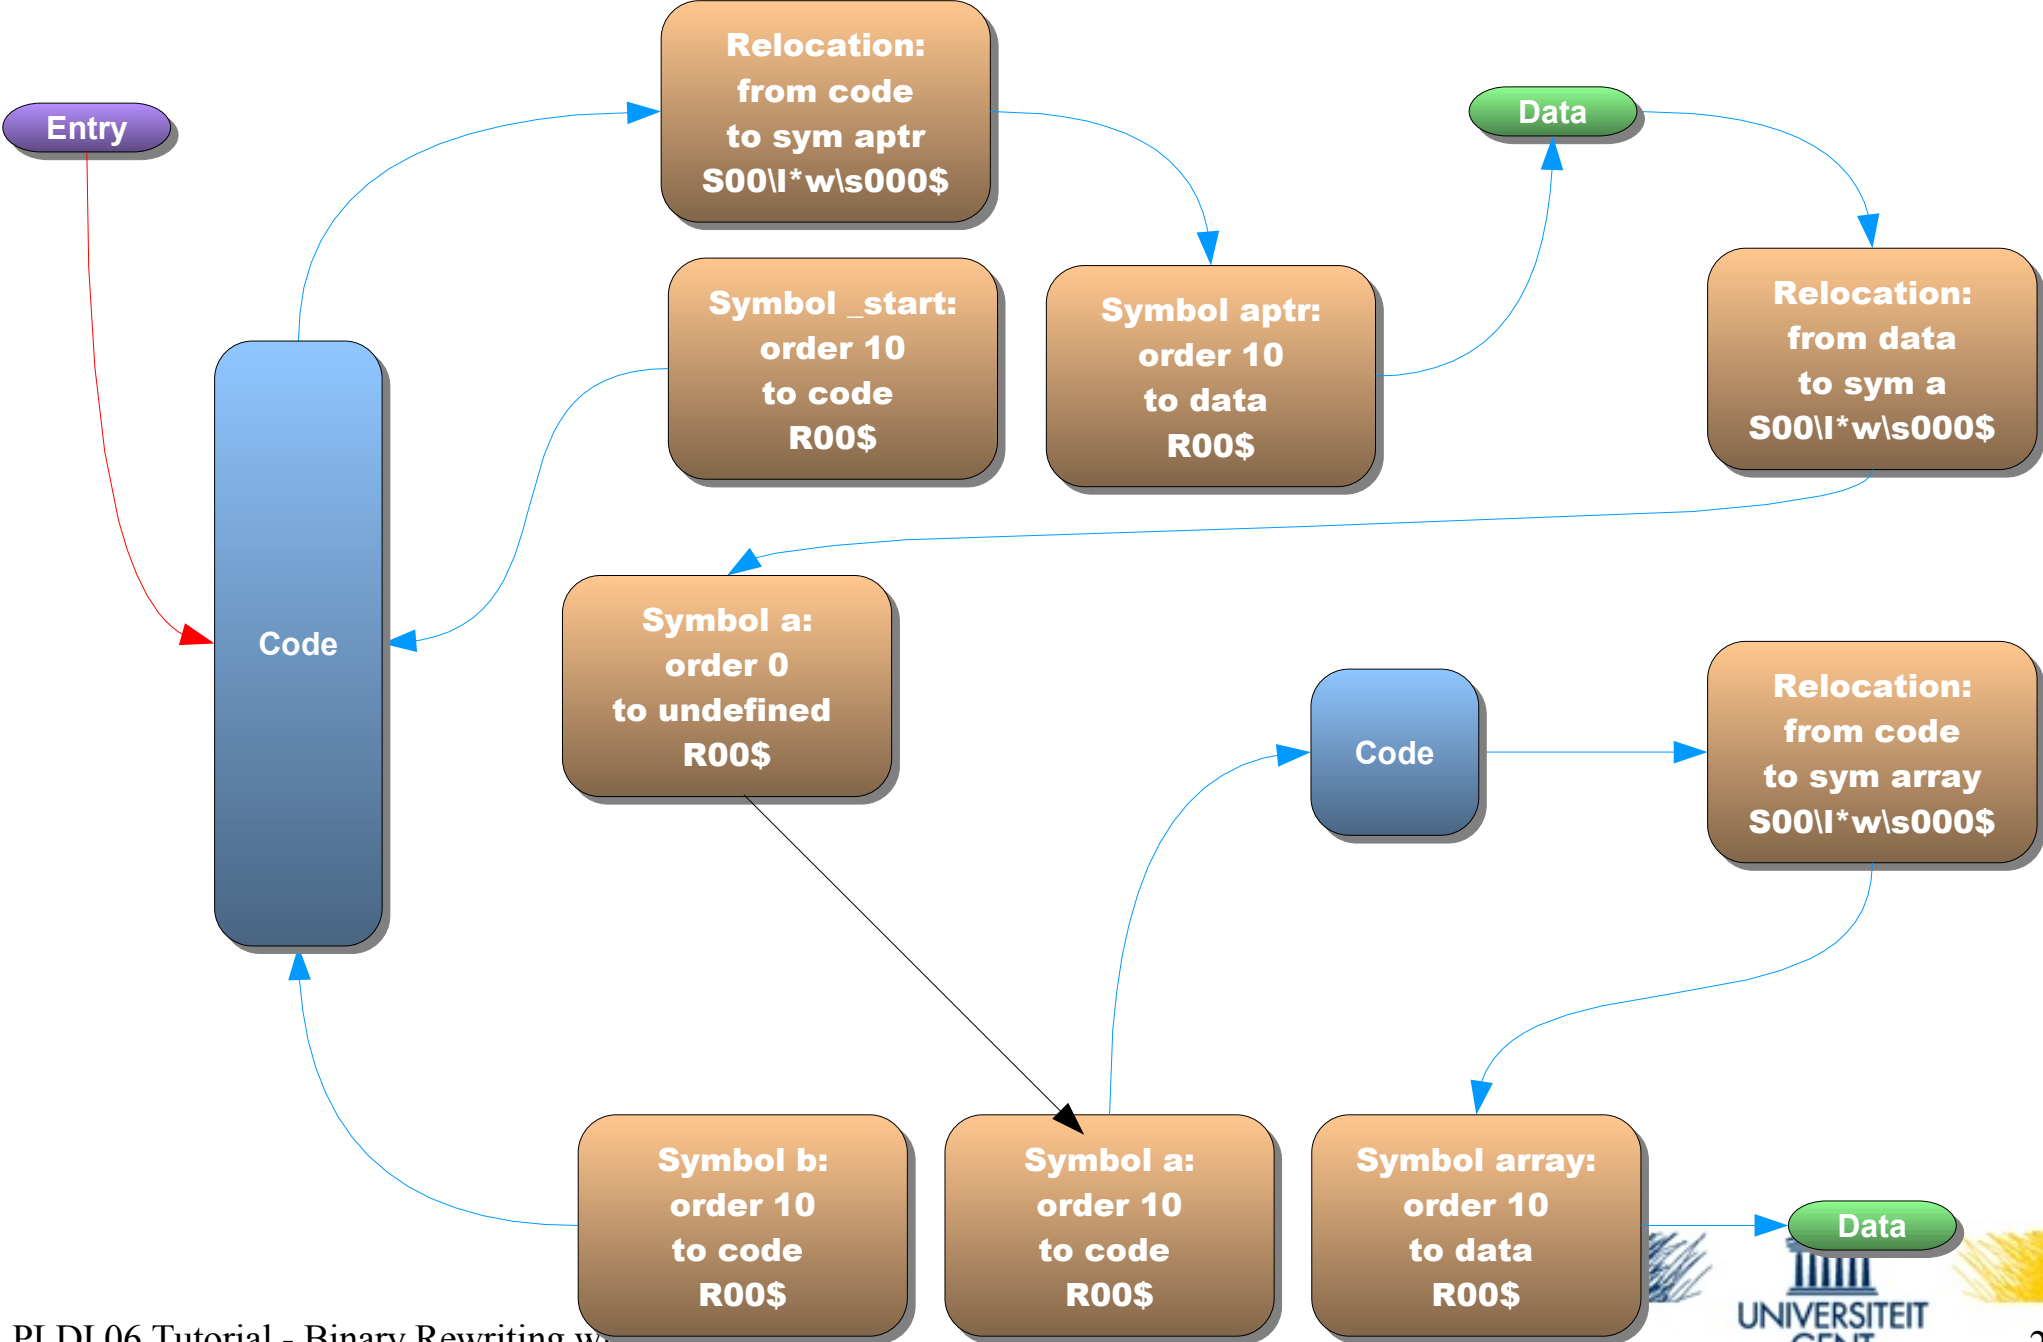 Relocation:
from code
to sym aptr
S00\l*w\s000$
Entry
Data
Symbol _start:
order 10
to code
R00$
Symbol aptr:
order 10
to data
R00$
Relocation:
from data
to sym a
S00\l*w\s000$
Code
Symbol a:
order 0
to undefined
R00$
Code
Relocation:
from code
to sym array
S00\l*w\s000$
Symbol b:
order 10
to code
R00$
Symbol a:
order 10
to code
R00$
Symbol array:
order 10
to data
R00$
Data
UNIVERSITEIT
GENT
PLDI 06 Tutorial - Binary Rewriting